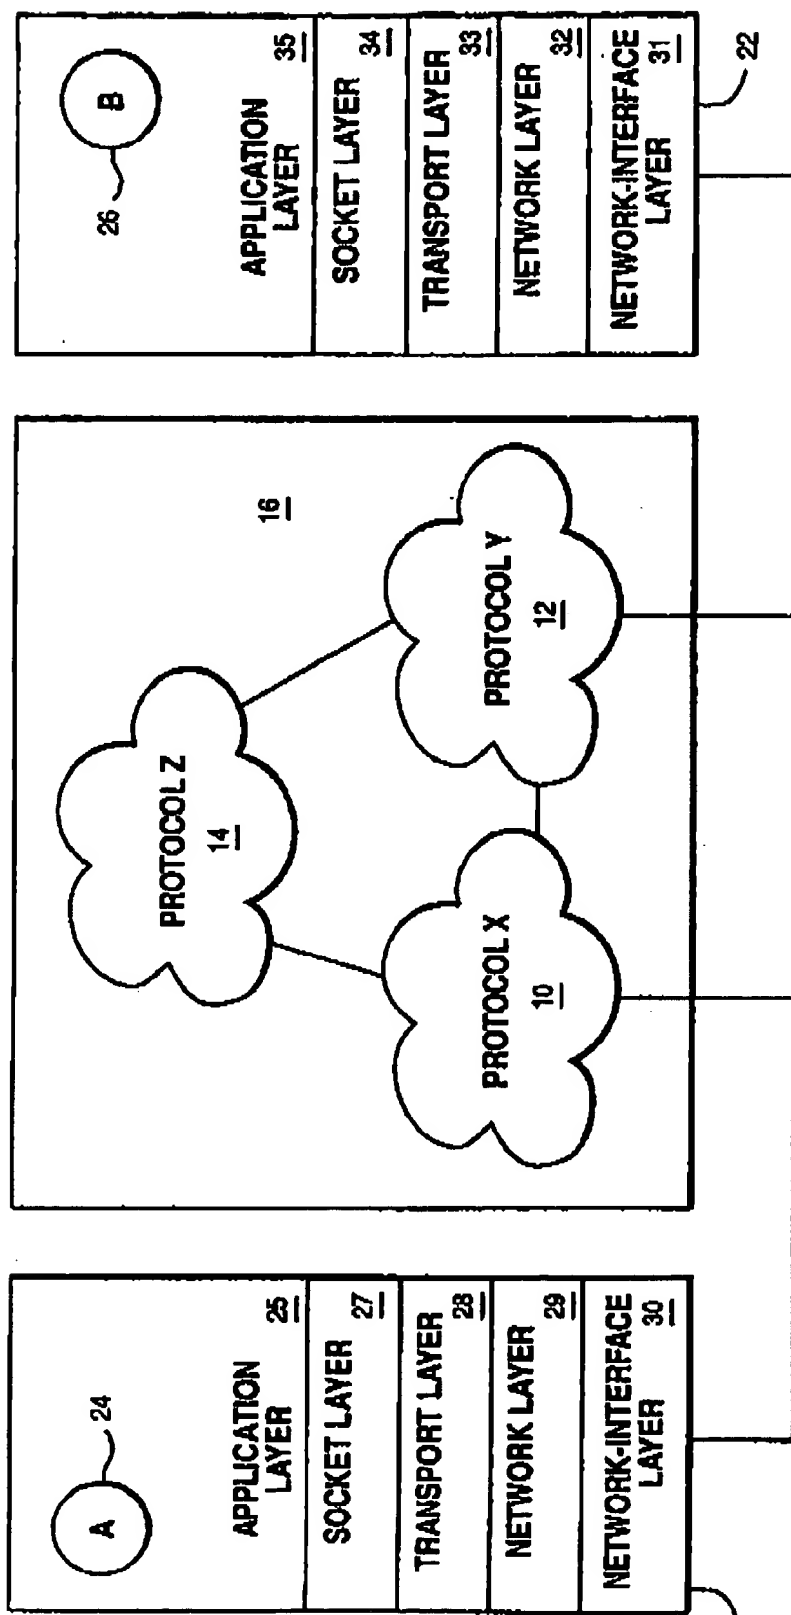 A
24
APPLICATION
LAYER
25
SOCKET LAYER
27
TRANSPORT LAYER
28
NETWORK LAYER
29
NETWORK-INTERFACE
LAYER
30
PROTOCOL Z
14
16
PROTOCOL X
10
PROTOCOL Y
12
B
26
APPLICATION
LAYER
35
SOCKET LAYER
34
TRANSPORT LAYER
33
NETWORK LAYER
32
NETWORK-INTERFACE
LAYER
31
22